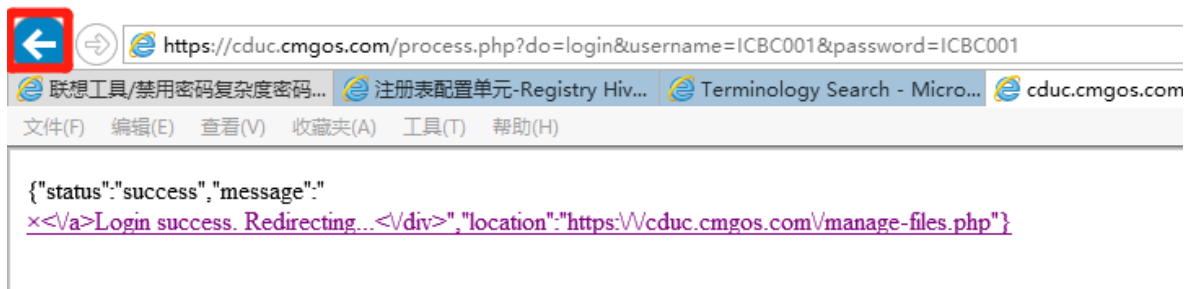 https://cduc.cmgos.com/process.php?do=login&username=ICBC001&password=ICBC001
联想工具/禁用密码复杂度密码... 注册表配置单元-Registry Hiv... Terminology Search - Micro... cduc.cmgos.com
文件(F) 编辑(E) 查看(V) 收藏夹(A) 工具(T) 帮助(H)
{"status":"success","message":"
×<\/a>Login success. Redirecting...<\/div>","location":"https:\/\/cduc.cmgos.com\/manage-files.php"}